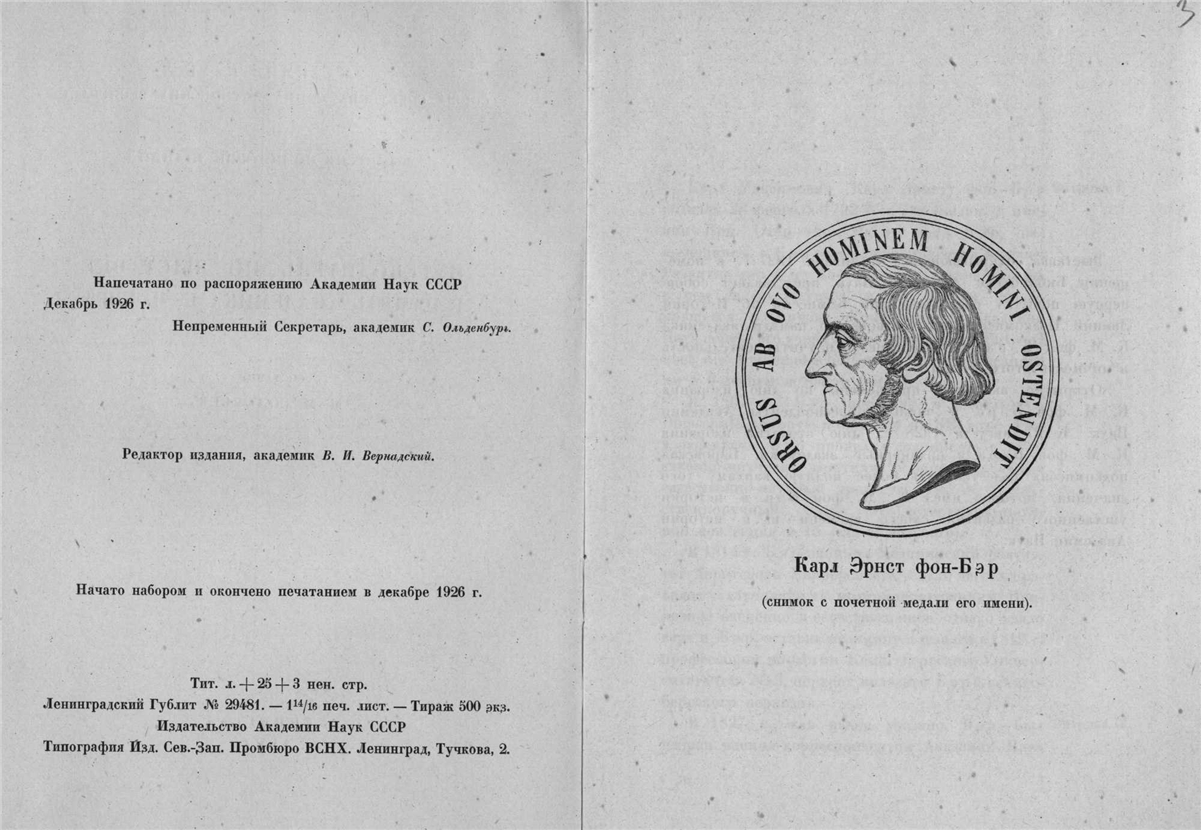 Напечатано по распоряжению Академии Наук СССР
Декабрь 1926 г.
Непременный Секретарь, академик С. Ольденбургъ.
Редактор издания, академик В. И. Вернадский.
Начато набором и окончено печатанием в декабре 1926 г.
Тит. л. + 25 + 3 нен. стр.
Ленинградский Гублит № 29481. — 1 14/16 печ. лист. — Тираж 500 экз.
Издательство Академии Наук СССР
Типография Изд. Сев.-Зап. Промбюро ВСНХ. Ленинград, Тучкова, 2.
3
ORSUS AB OVO HOMINEM HOMINI OSTENDIT
Карл Эрнст фон-Бэр
(снимок с почетной медали его имени).